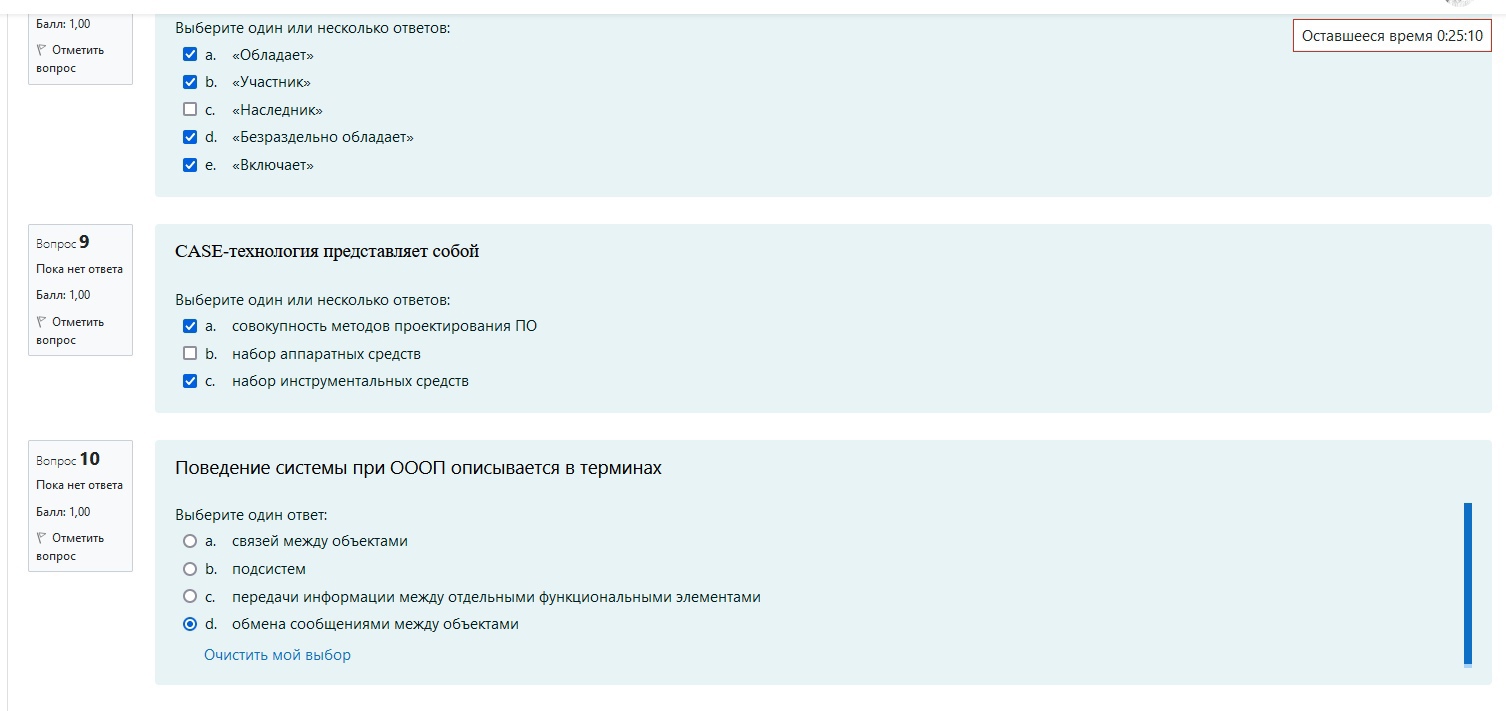 Балл: 1,00
Отметить
вопрос
Выберите один или несколько ответов:
Оставшееся время 0:25:10
a. «Обладает»
b. «Участник»
c. «Наследник»
d. «Безраздельно обладает»
e. «Включает»
Вопрос 9
Пока нет ответа
Балл: 1,00
Отметить
вопрос
CASE-технология представляет собой
Выберите один или несколько ответов:
a. совокупность методов проектирования ПО
b. набор аппаратных средств
c. набор инструментальных средств
Вопрос 10
Пока нет ответа
Балл: 1,00
Отметить
вопрос
Поведение системы при ОООП описывается в терминах
Выберите один ответ:
a. связей между объектами
b. подсистем
c. передачи информации между отдельными функциональными элементами
d. обмена сообщениями между объектами
Очистить мой выбор